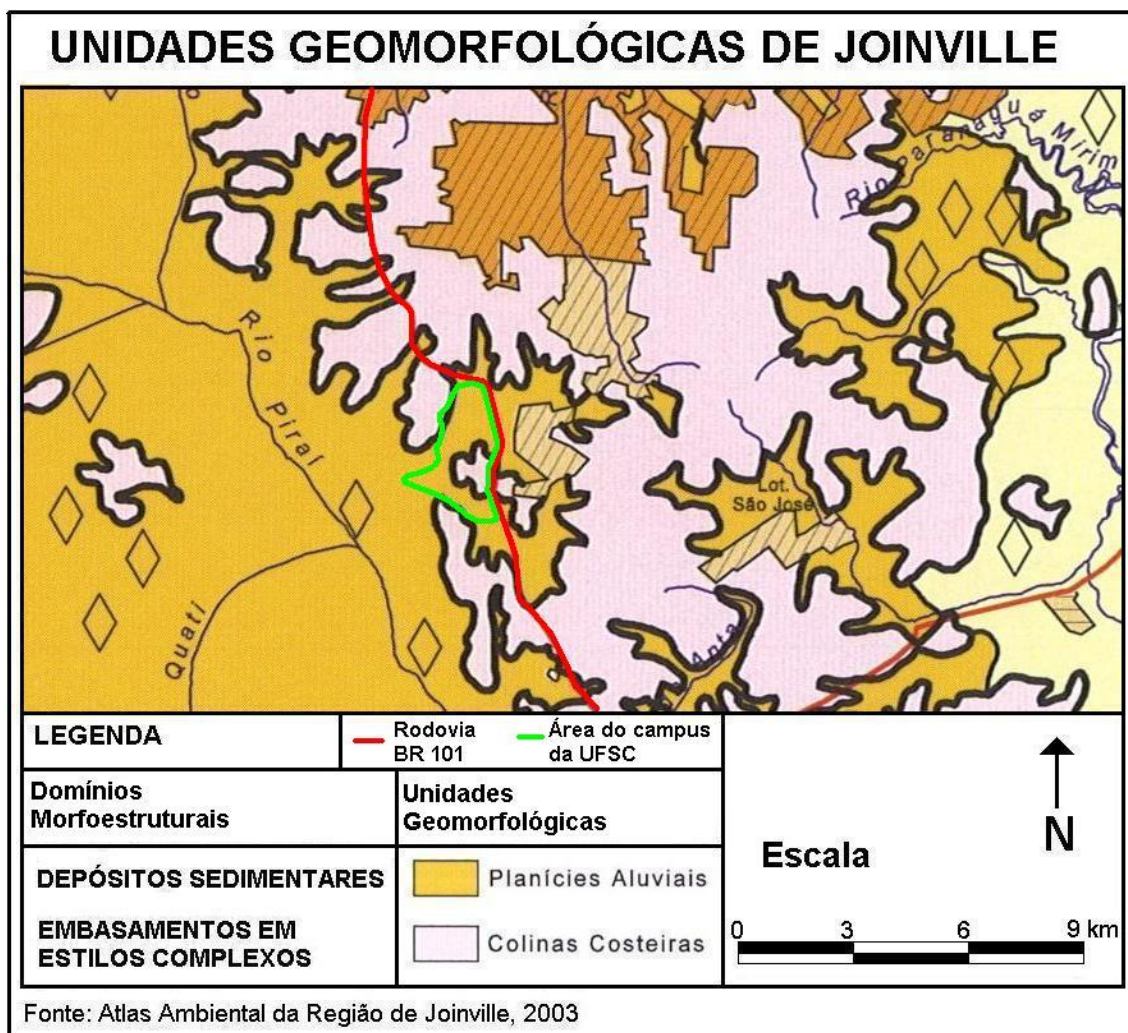 UNIDADES GEOMORFOLÓGICAS DE JOINVILLE
Rio Paranaguá Mirim
Rio Piraí
Quati
Lot.
São José
Anta
LEGENDA
Rodovia
BR 101
Área do campus
da UFSC
Domínios
Morfoestruturais
Unidades
Geomorfológicas
DEPÓSITOS SEDIMENTARES
Planícies Aluviais
EMBASAMENTOS EM
ESTILOS COMPLEXOS
Colinas Costeiras
Escala
N
0 3 6 9 km
Fonte: Atlas Ambiental da Região de Joinville, 2003